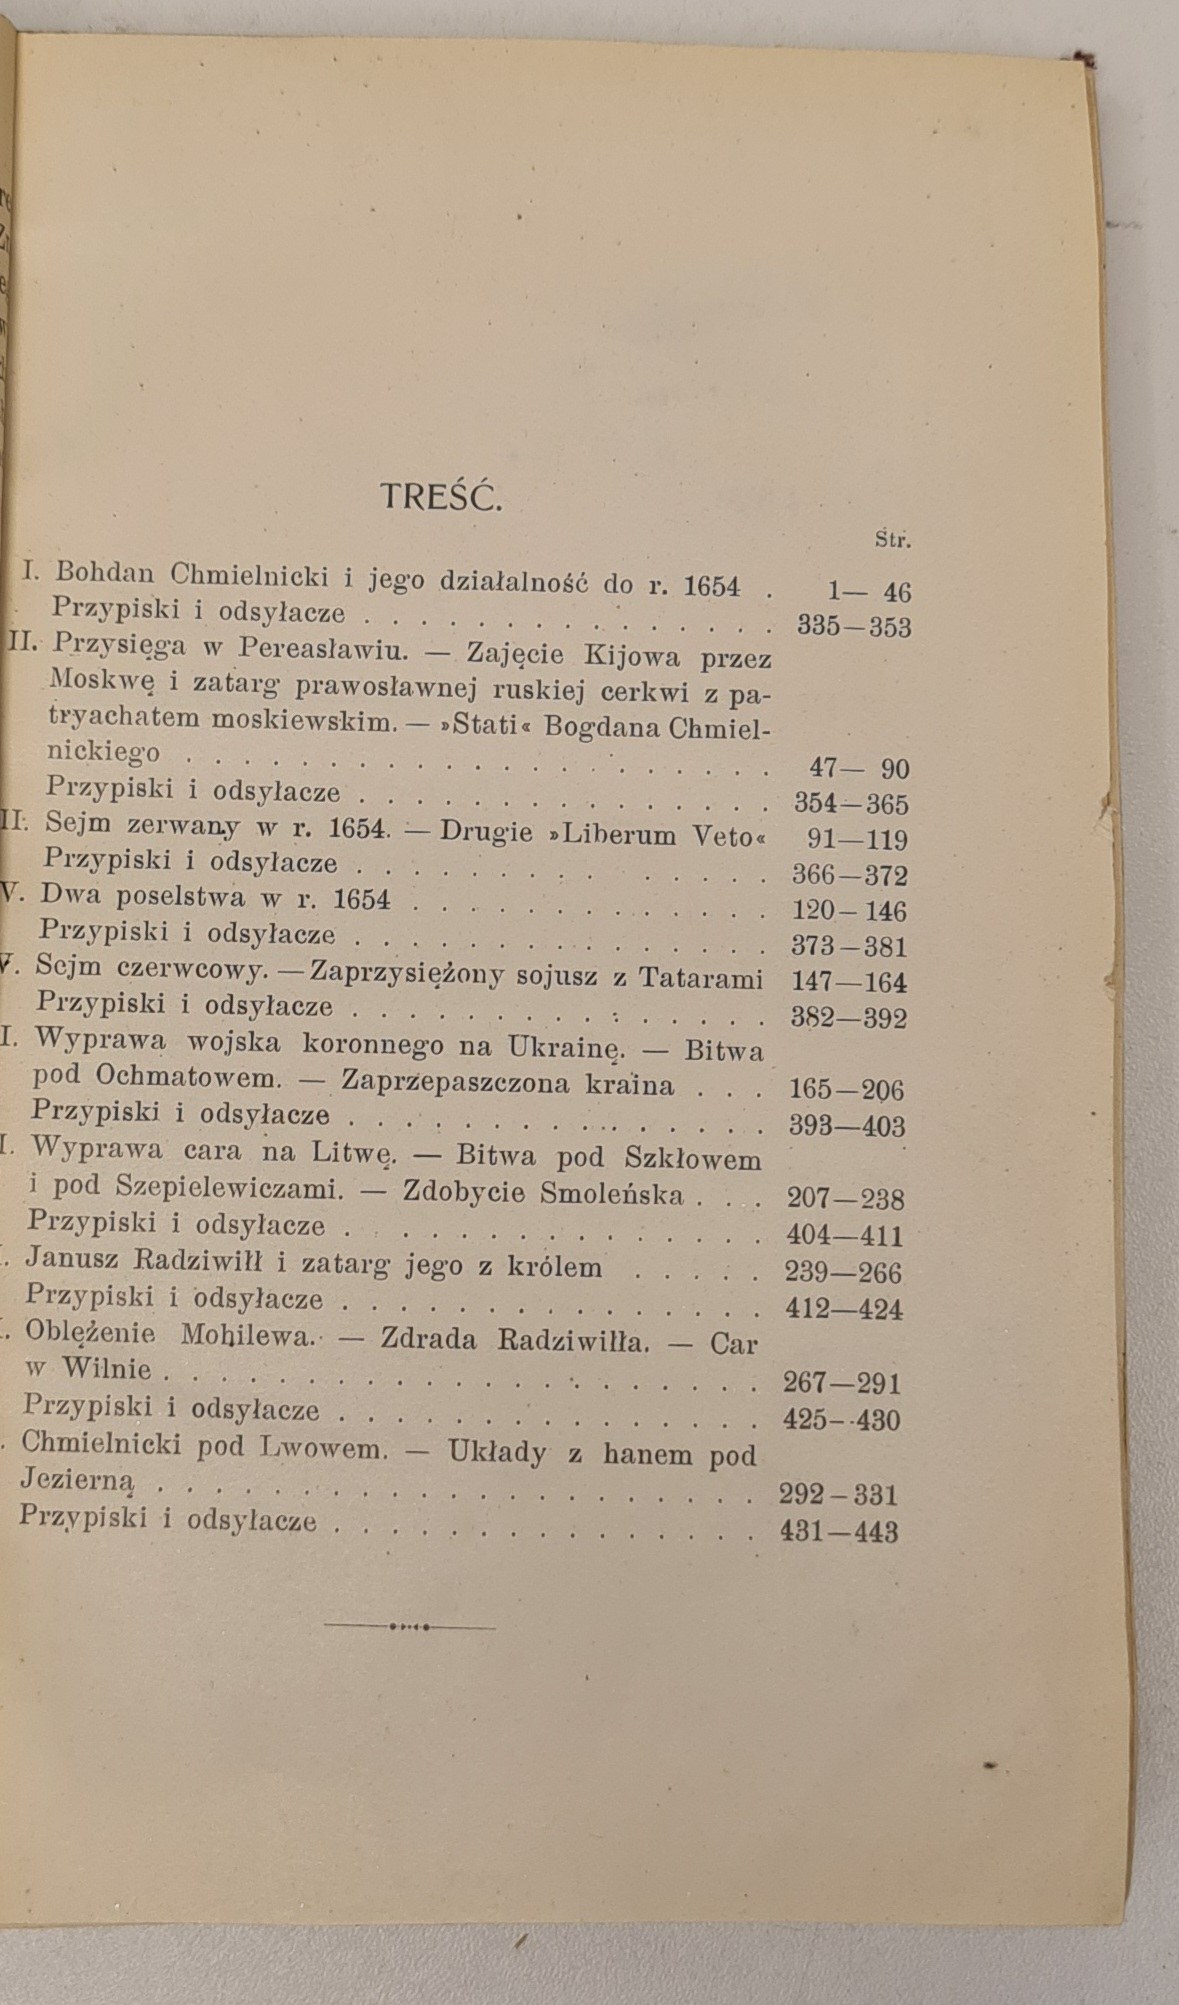 TREŚĆ.
Str.
I. Bohdan Chmielnicki i jego działalność do r. 1654 . 1— 46
Przypiski i odsyłacze . . . . . . . . . . . . . . . 335—353
II. Przysięga w Pereasławiu. — Zajęcie Kijowa przez
Moskwę i zatarg prawosławnej ruskiej cerkwi z pa-
tryachatem moskiewskim. — »Stati« Bogdana Chmiel-
nickiego . . . . . . . . . . . . . . . . . . . . . 47— 90
Przypiski i odsyłacze . . . . . . . . . . . . . . . 354—365
II. Sejm zerwany w r. 1654. — Drugie »Liberum Veto« 91—119
Przypiski i odsyłacze . . . . . . . . . . . . . . 366—372
V. Dwa poselstwa w r. 1654 . . . . . . . . . . . . . 120—146
Przypiski i odsyłacze . . . . . . . . . . . . . . . 373—381
V. Sejm czerwcowy. — Zaprzysiężony sojusz z Tatarami 147—164
Przypiski i odsyłacze . . . . . . . . . . . . . . . 382—392
I. Wyprawa wojska koronnego na Ukrainę. — Bitwa
pod Ochmatowem. — Zaprzepaszczona kraina . . . 165—206
Przypiski i odsyłacze . . . . . . . . . . . . . . . 393—403
I. Wyprawa cara na Litwę. — Bitwa pod Szkłowem
i pod Szepielewiczami. — Zdobycie Smoleńska . . . 207—238
Przypiski i odsyłacze . . . . . . . . . . . . . . 404—411
. Janusz Radziwiłł i zatarg jego z królem . . . . . 239—266
Przypiski i odsyłacze . . . . . . . . . . . . . . . 412—424
. Oblężenie Mohilewa. — Zdrada Radziwiłła. — Car
w Wilnie . . . . . . . . . . . . . . . . . . . . . 267—291
Przypiski i odsyłacze . . . . . . . . . . . . . . . 425—430
. Chmielnicki pod Lwowem. — Układy z hanem pod
Jezierną . . . . . . . . . . . . . . . . . . . . . 292—331
Przypiski i odsyłacze . . . . . . . . . . . . . . . 431—443